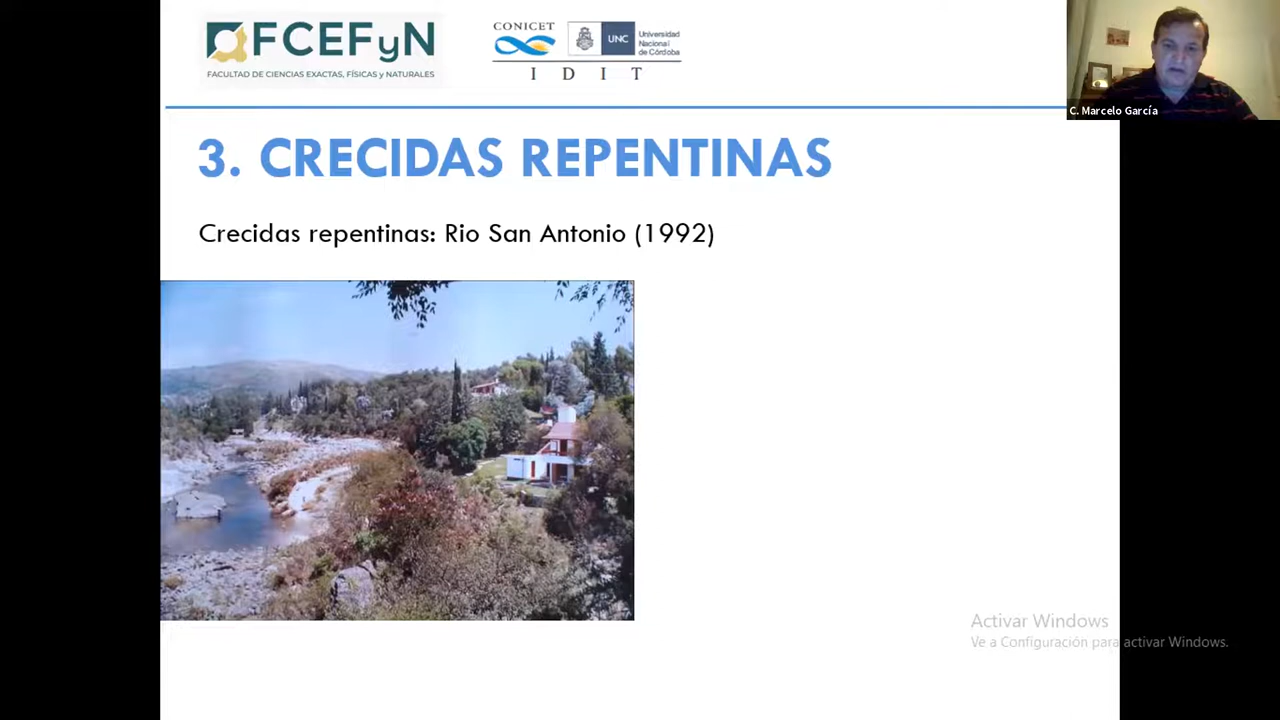 FCEFyN
FACULTAD DE CIENCIAS EXACTAS, FÍSICAS y NATURALES
CONICET
UNC
Universidad
Nacional
de Córdoba
I D I T
C. Marcelo García
3. CRECIDAS REPENTINAS
Crecidas repentinas: Rio San Antonio (1992)
Activar Windows
Ve a Configuración para activar Windows.